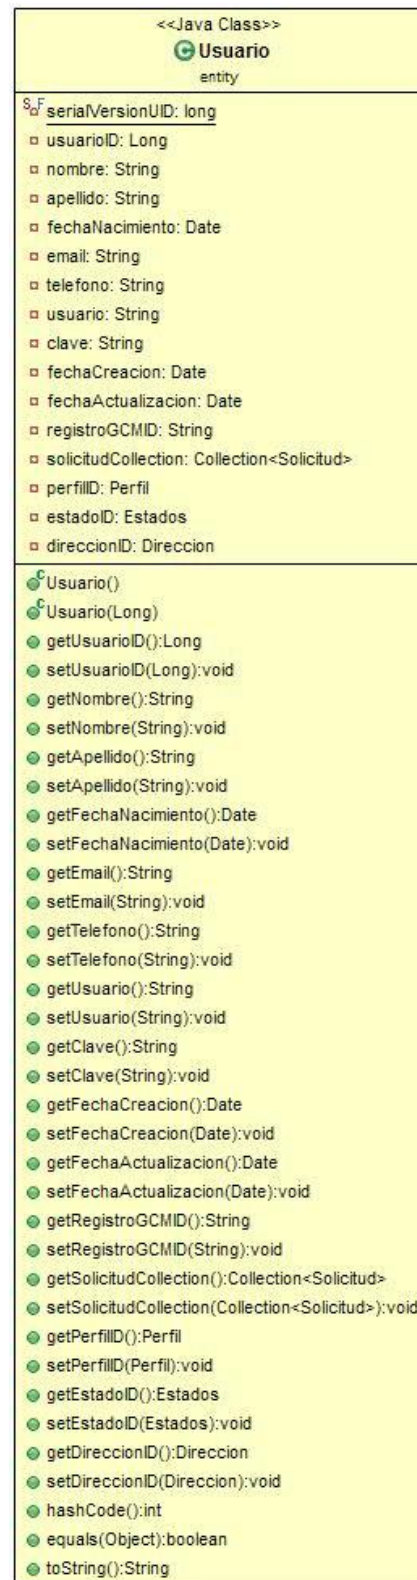 <<Java Class>>
C Usuario
entity
S F serialVersionUID: long
usuarioID: Long
nombre: String
apellido: String
fechaNacimiento: Date
email: String
telefono: String
usuario: String
clave: String
fechaCreacion: Date
fechaActualizacion: Date
registroGCMID: String
solicitudCollection: Collection<Solicitud>
perfilID: Perfil
estadoID: Estados
direccionID: Direccion
C Usuario()
C Usuario(Long)
getUsuarioID():Long
setUsuarioID(Long):void
getNombre():String
setNombre(String):void
getApellido():String
setApellido(String):void
getFechaNacimiento():Date
setFechaNacimiento(Date):void
getEmail():String
setEmail(String):void
getTelefono():String
setTelefono(String):void
getUsuario():String
setUsuario(String):void
getClave():String
setClave(String):void
getFechaCreacion():Date
setFechaCreacion(Date):void
getFechaActualizacion():Date
setFechaActualizacion(Date):void
getRegistroGCMID():String
setRegistroGCMID(String):void
getSolicitudCollection():Collection<Solicitud>
setSolicitudCollection(Collection<Solicitud>):void
getPerfilID():Perfil
setPerfilID(Perfil):void
getEstadoID():Estados
setEstadoID(Estados):void
getDireccionID():Direccion
setDireccionID(Direccion):void
hashCode():int
equals(Object):boolean
toString():String